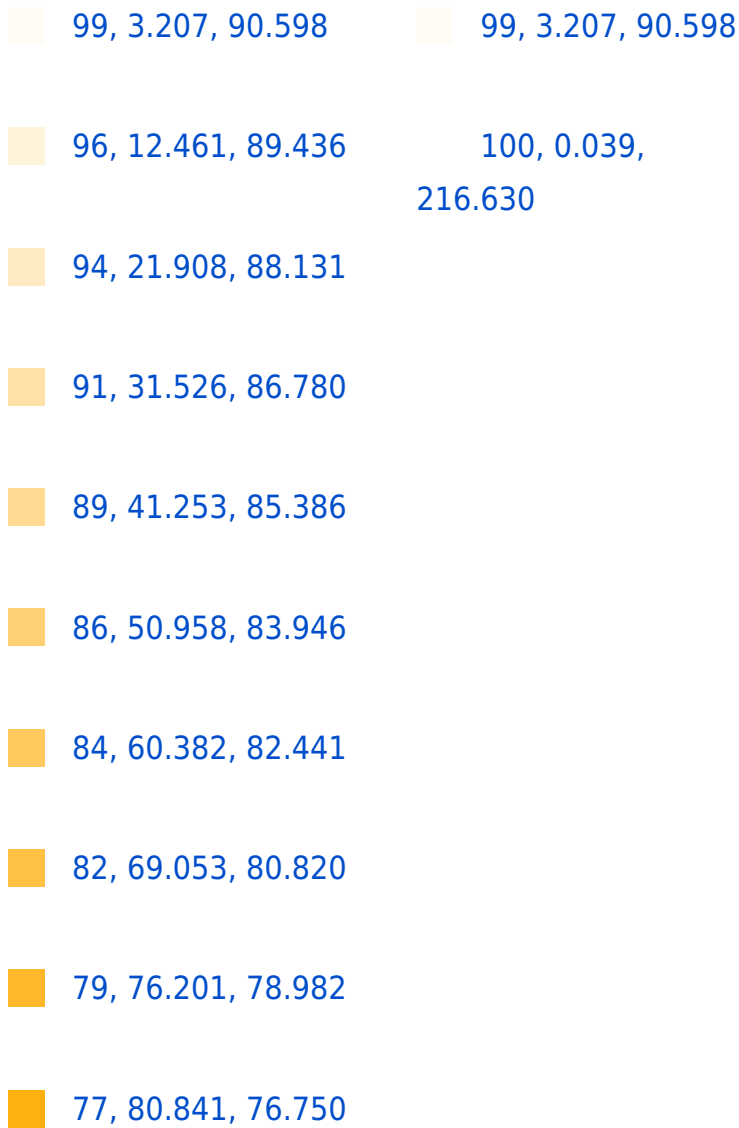 99, 3.207, 90.598
96, 12.461, 89.436
94, 21.908, 88.131
91, 31.526, 86.780
89, 41.253, 85.386
86, 50.958, 83.946
84, 60.382, 82.441
82, 69.053, 80.820
79, 76.201, 78.982
77, 80.841, 76.750
99, 3.207, 90.598
100, 0.039,
216.630